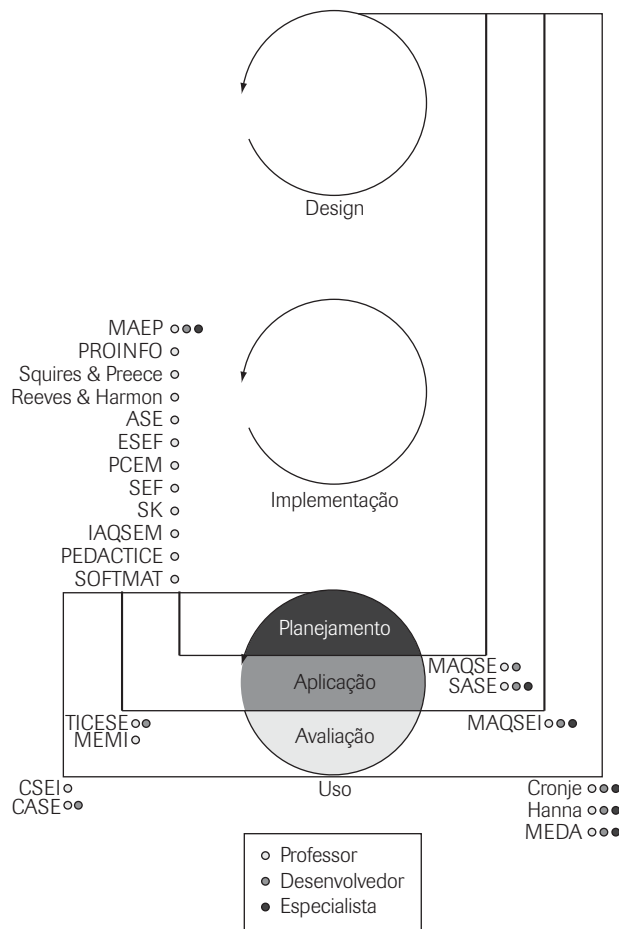 Design
MAEP
PROINFO
Squires & Preece
Reeves & Harmon
ASE
ESEF
PCEM
SEF
SK
IAQSEM
PEDACTICE
SOFTMAT
Implementação
Planejamento
Aplicação
Avaliação
MAQSE
SASE
TICESE
MEMI
MAQSEI
Uso
CSEI
CASE
Cronje
Hanna
MEDA
Professor
Desenvolvedor
Especialista